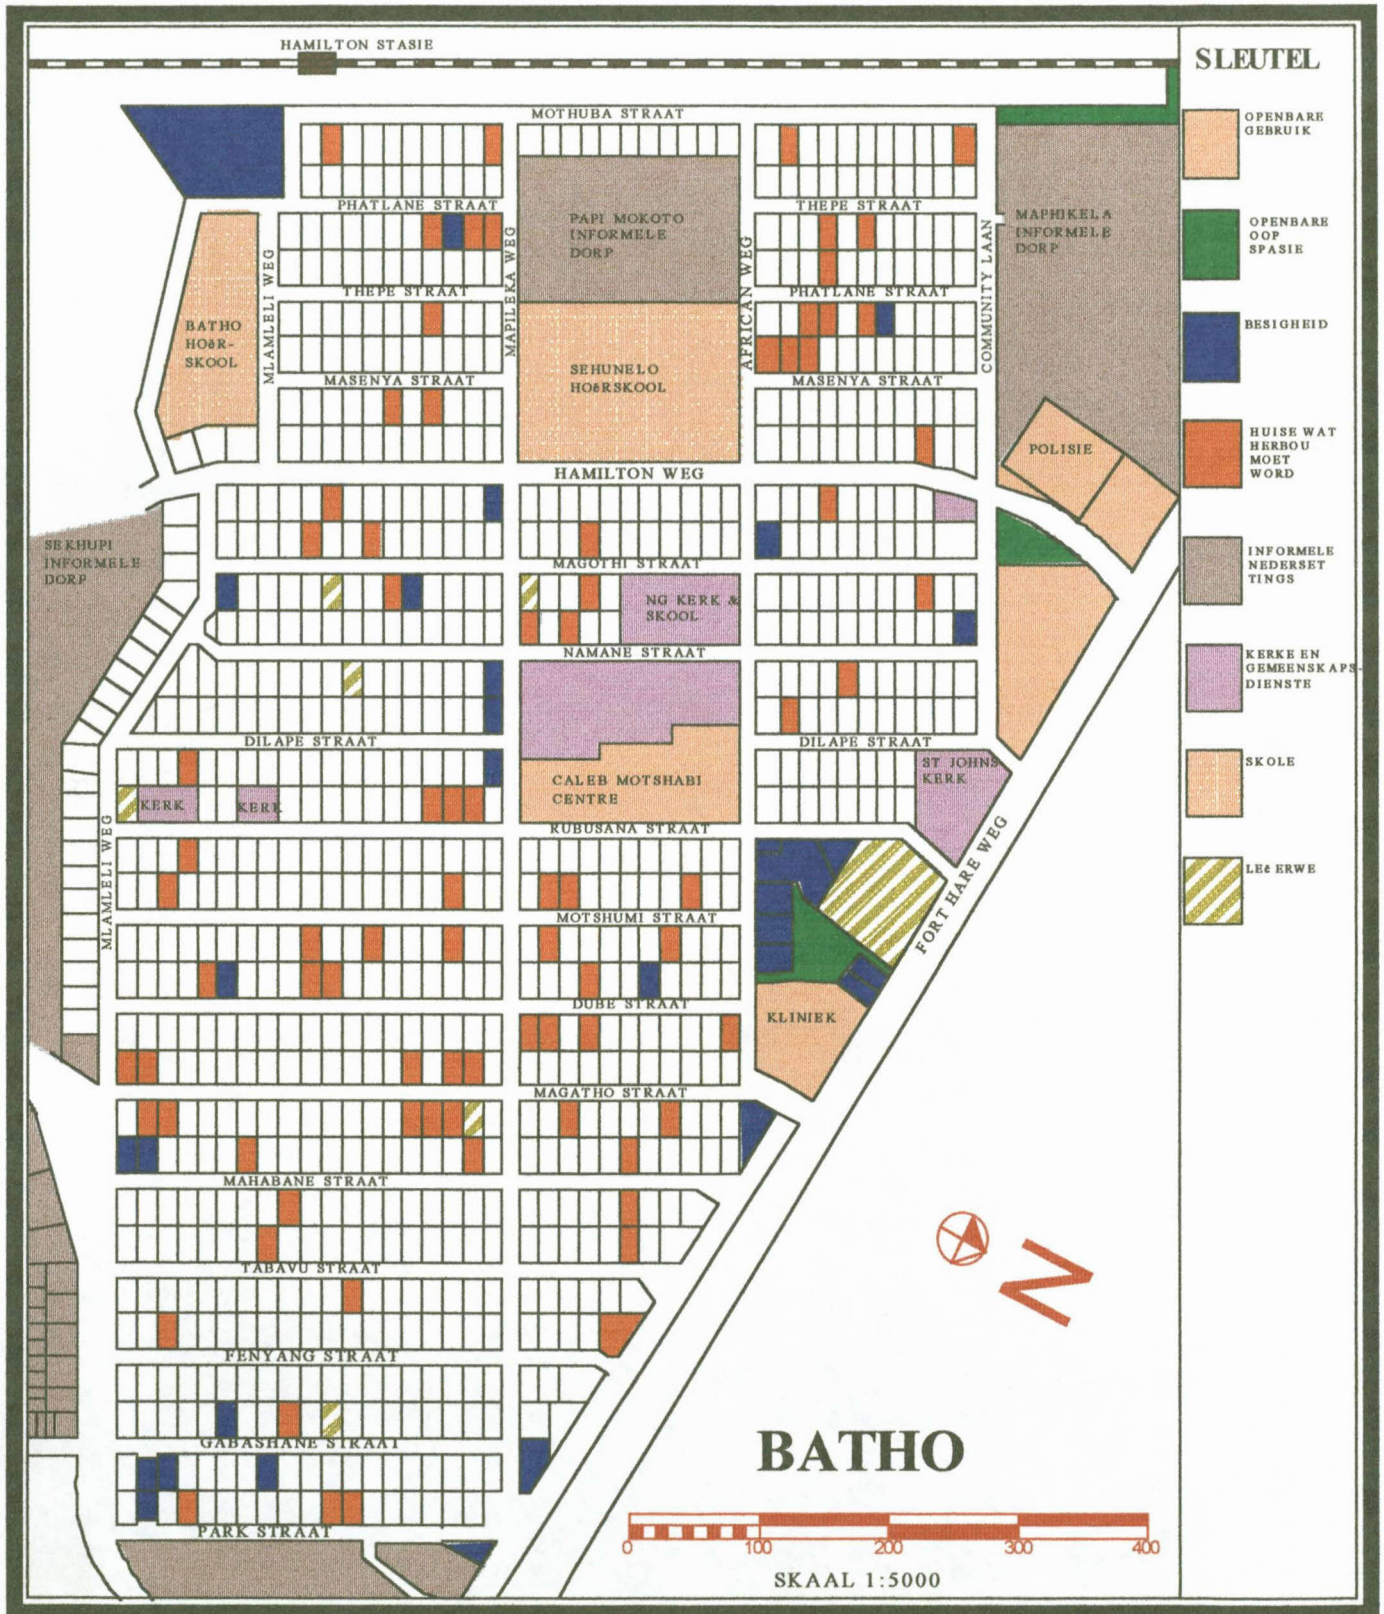 HAMILTON STASIE
SLEUTEL
MOTHUBA STRAAT
OPENBARE
GEBRUIK
PHATLANE STRAAT
THEPE STRAAT
PAPI MOKOTO
INFORMELE
DORP
MAPHIKELA
INFORMELE
DORP
OPENBARE
OOP
SPASIE
MLAMLELI WEG
MAPILEKA WEG
AFRICAN WEG
COMMUNITY LAAN
THEPE STRAAT
PHATLANE STRAAT
BATHO
HOëR-
SKOOL
BESIGHEID
SEHUNELO
HOëRSKOOL
MASENYA STRAAT
MASENYA STRAAT
HUISE WAT
HERBOU
MOET
WORD
POLISIE
HAMILTON WEG
SEKHUPI
INFORMELE
DORP
MAGOTHI STRAAT
INFORMELE
NEDERSET
TINGS
NG KERK &
SKOOL
NAMANE STRAAT
KERKE EN
GEMEENSKAPS-
DIENSTE
DILAPE STRAAT
DILAPE STRAAT
ST JOHNS
KERK
SKOLE
CALEB MOTSHABI
CENTRE
KERK
KERK
RUBUSANA STRAAT
MLAMLELI WEG
FORT HARE WEG
LEë ERWE
MOTSHUMI STRAAT
DUBE STRAAT
KLINIEK
MAGATHO STRAAT
MAHABANE STRAAT
TABAVU STRAAT
N
FENYANG STRAAT
GABASHANE STRAAT
BATHO
PARK STRAAT
0 100 200 300 400
SKAAL 1:5000